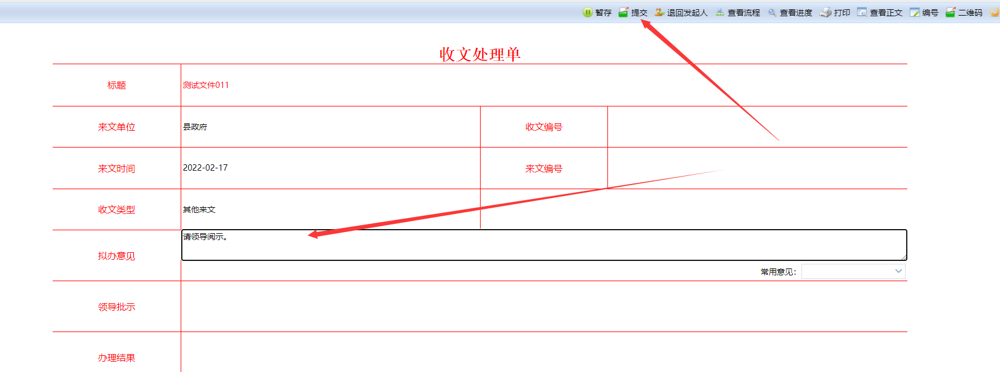 暂存 提交 退回发起人 查看流程 查看进度 打印 查看正文 编号 二维码
收文处理单
标题 测试文件011
来文单位 县政府 收文编号
来文时间 2022-02-17 来文编号
收文类型 其他来文
请领导阅示。
拟办意见
常用意见：
领导批示
办理结果